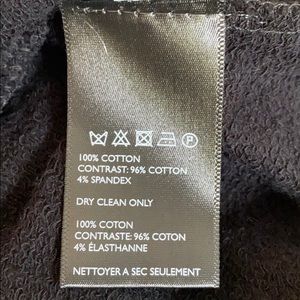 100% COTTON
CONTRAST: 96% COTTON
4% SPANDEX
DRY CLEAN ONLY
100% COTON
CONTRASTE: 96% COTON
4% ÉLASTHANNE
NETTOYER A SEC SEULEMENT